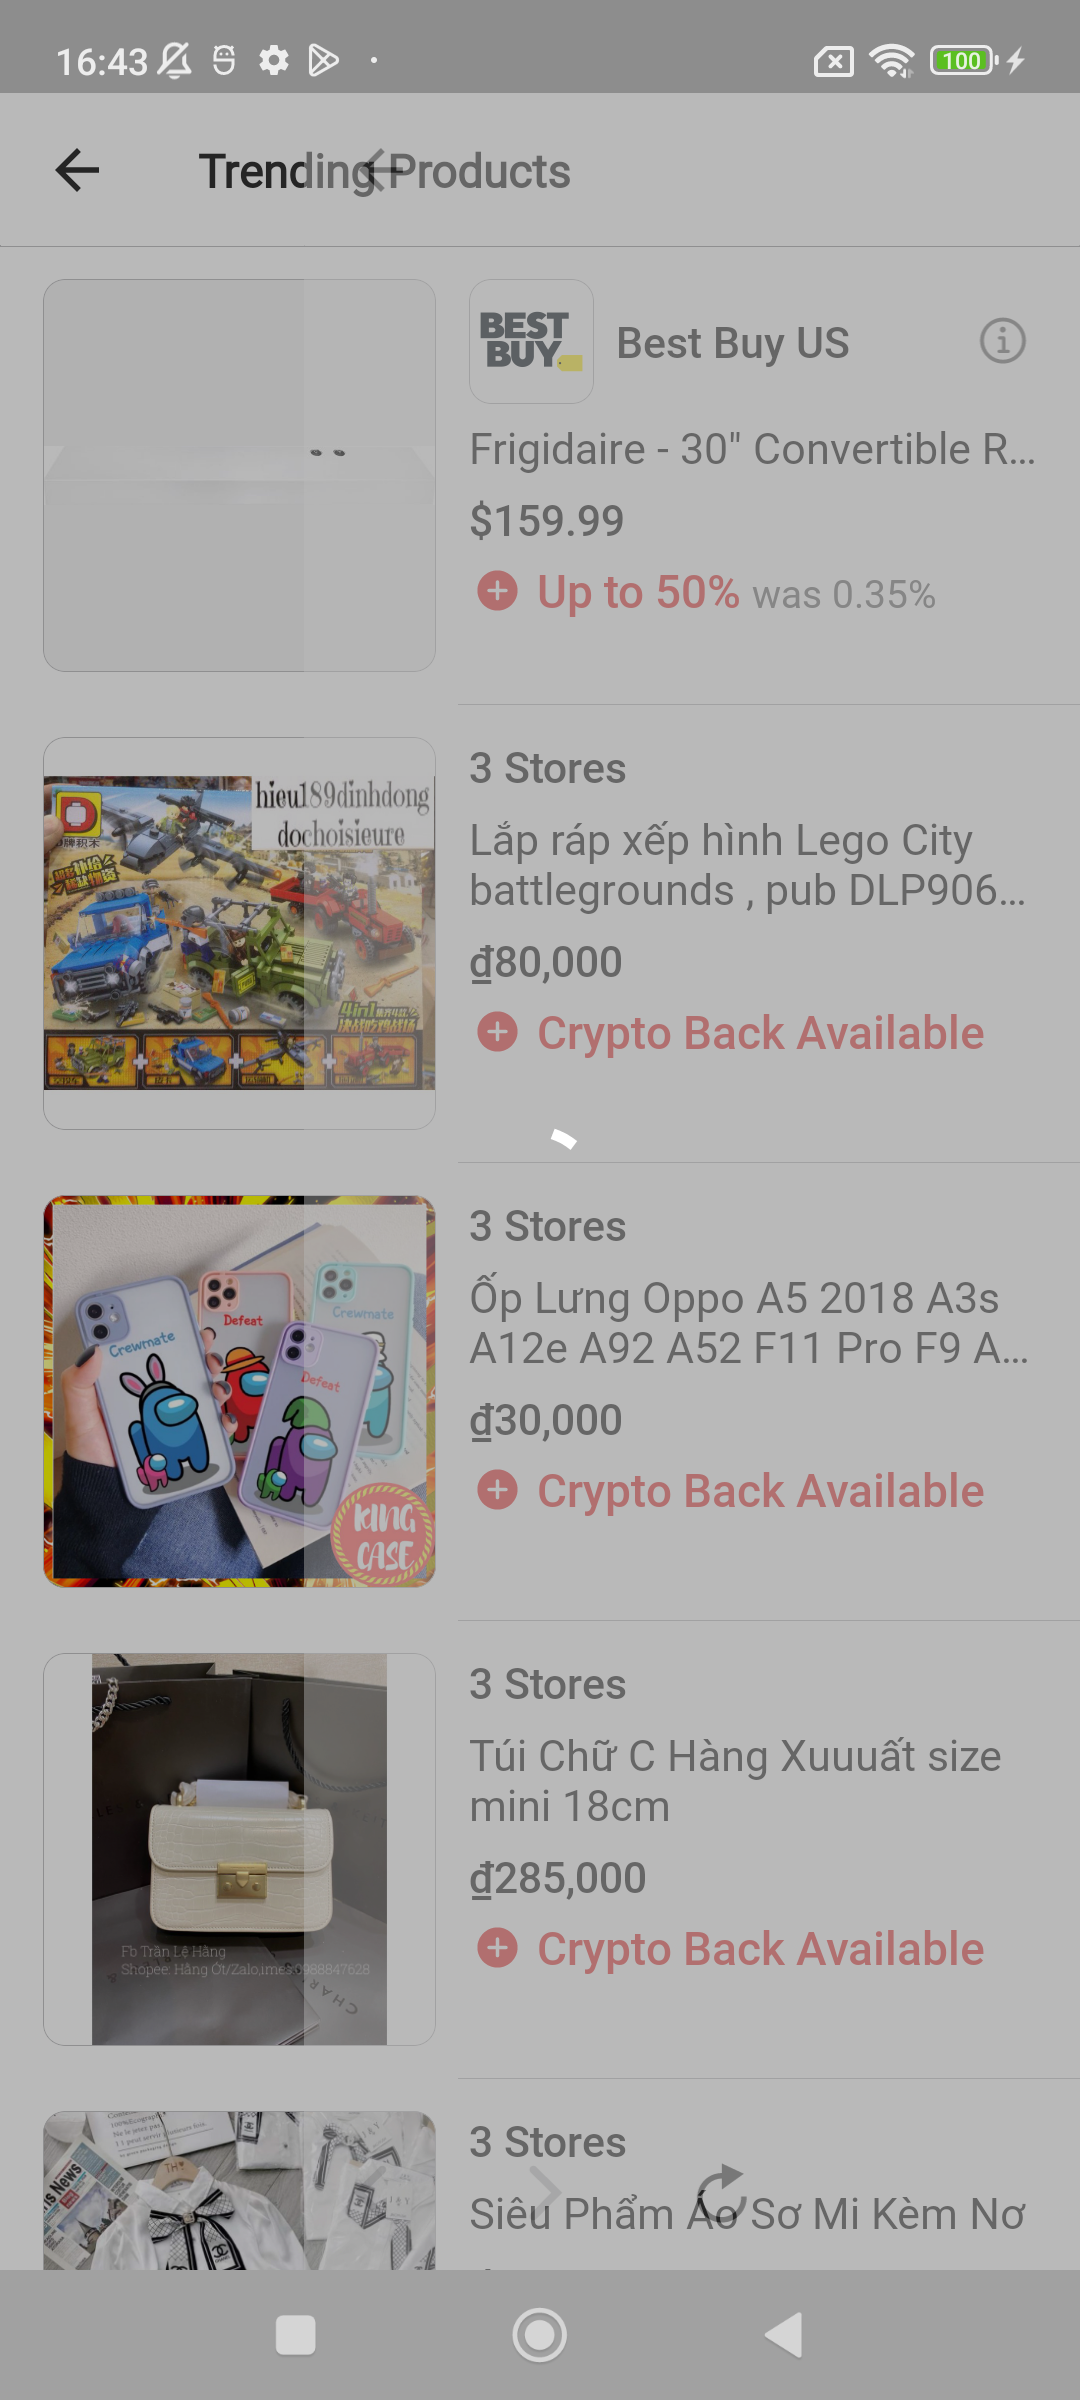 16:43
100
Trending Products
BEST
BUY
Best Buy US
Frigidaire - 30" Convertible R...
$159.99
Up to 50% was 0.35%
hieu189dinhdong
dochoisieure
3 Stores
Lắp ráp xếp hình Lego City
battlegrounds , pub DLP906...
₫80,000
Crypto Back Available
4in1
3 Stores
Ốp Lưng Oppo A5 2018 A3s
A12e A92 A52 F11 Pro F9 A...
₫30,000
Crypto Back Available
Crewmate
Defeat
Crewmate
Defeat
KING
CASE
3 Stores
Túi Chữ C Hàng Xuuuất size
mini 18cm
₫285,000
Crypto Back Available
Fb Trần Lệ Hằng
Shopee: Hằng Ớt/Zalo,imes 0988847628
3 Stores
Siêu Phẩm Áo Sơ Mi Kèm Nơ
News